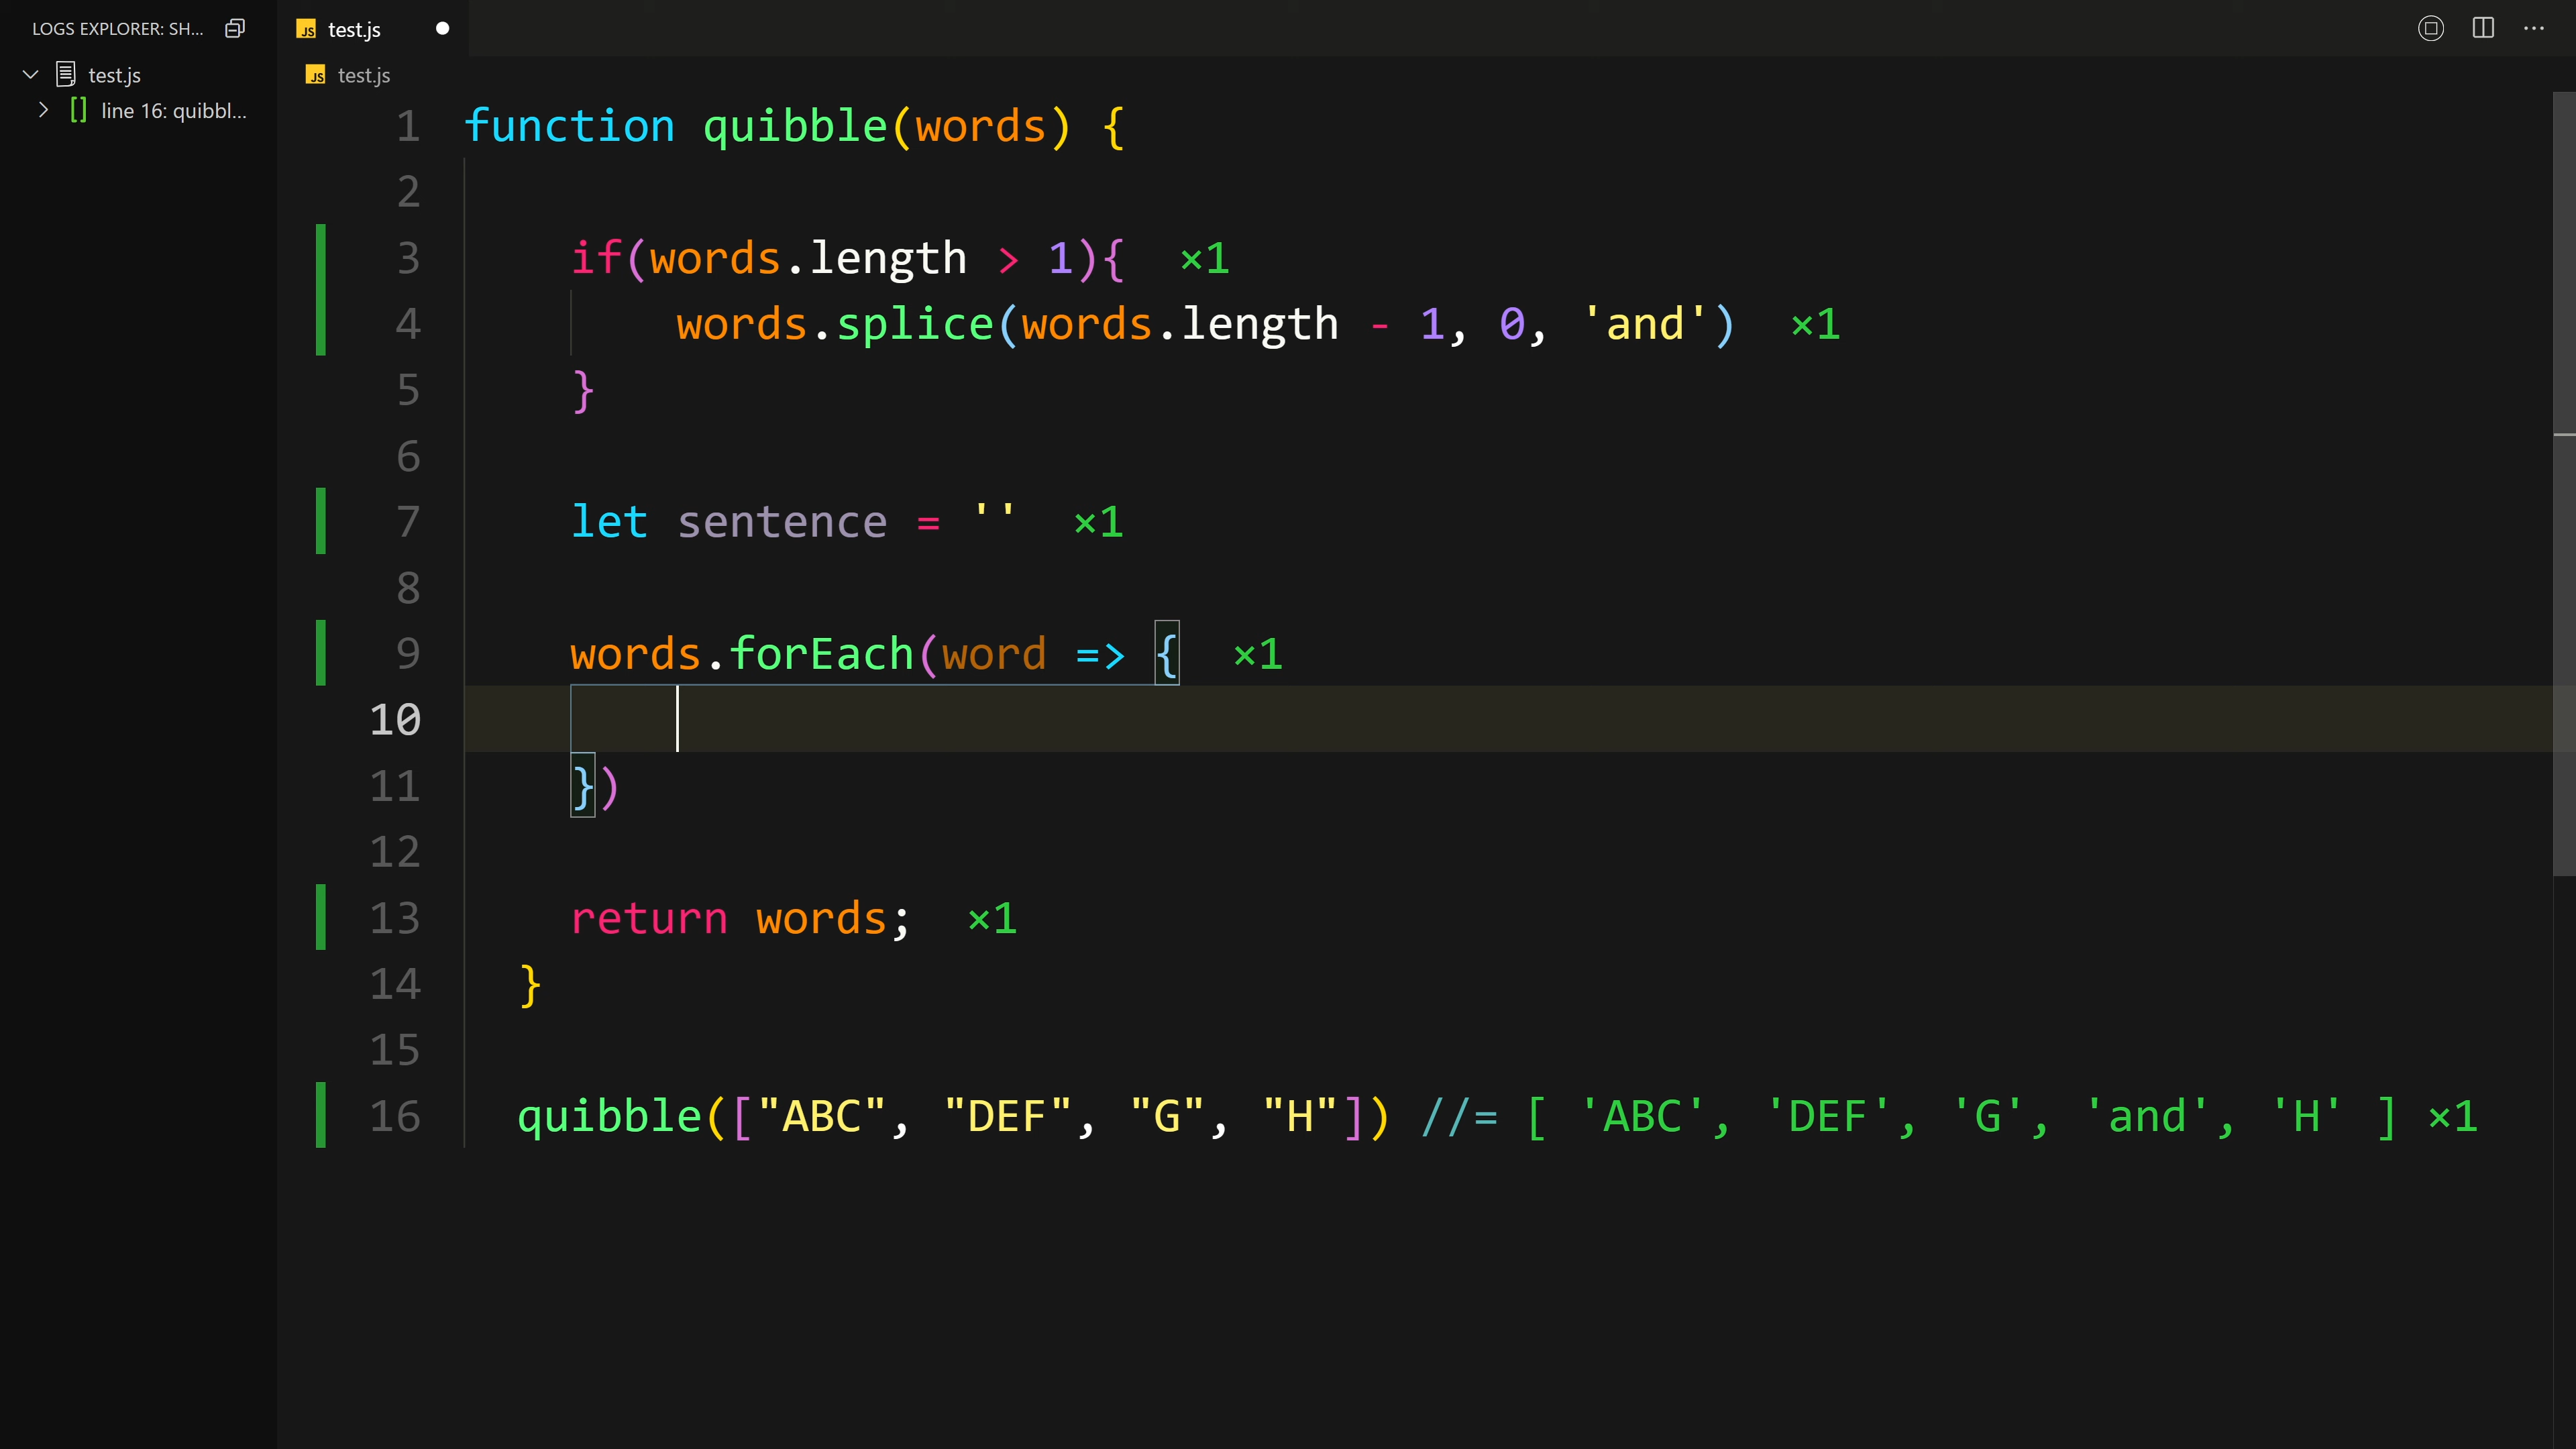 LOGS EXPLORER: SH...
test.js
line 16: quibbl...
JS test.js
JS test.js
1 function quibble(words) {
2
3 if(words.length > 1){ ×1
4 words.splice(words.length - 1, 0, 'and') ×1
5 }
6
7 let sentence = '' ×1
8
9 words.forEach(word => { ×1
10
11 })
12
13 return words; ×1
14 }
15
16 quibble(["ABC", "DEF", "G", "H"]) //= [ 'ABC', 'DEF', 'G', 'and', 'H' ] ×1